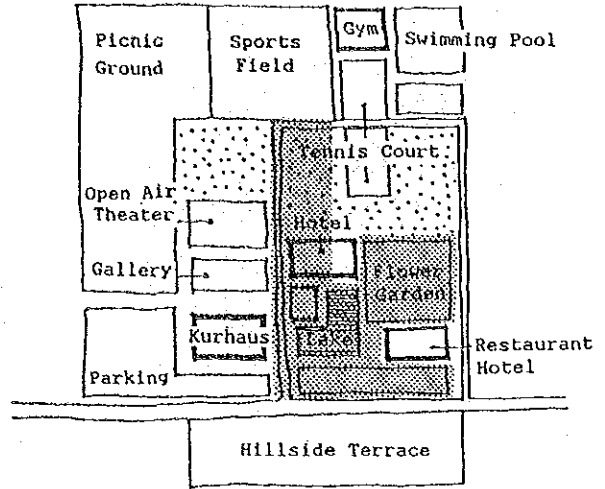 Picnic
Ground
Sports
Field
Gym
Swimming Pool
Tennis Court
Open Air
Theater
Hotel
Gallery
Flower
Garden
Kurhaus
Lake
Restaurant
Hotel
Parking
Hillside Terrace